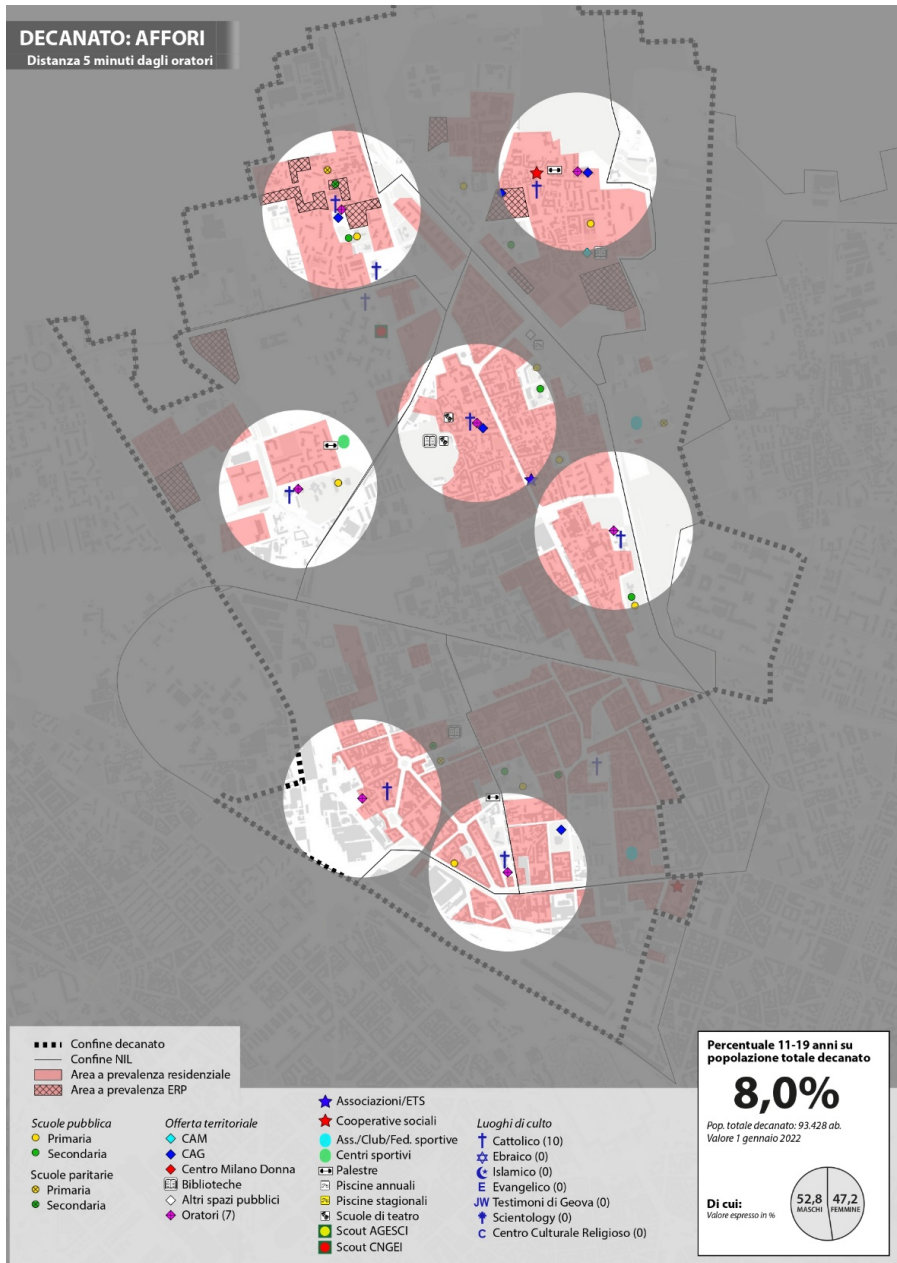 DECANATO: AFFORI
Distanza 5 minuti dagli oratori
Confine decanato
Confine NIL
Area a prevalenza residenziale
Area a prevalenza ERP
Scuole pubblica
Primaria
Secondaria
Scuole paritarie
Primaria
Secondaria
Offerta territoriale
CAM
CAG
Centro Milano Donna
Biblioteche
Altri spazi pubblici
Oratori (7)
Associazioni/ETS
Cooperative sociali
Ass./Club/Fed. sportive
Centri sportivi
Palestre
Piscine annuali
Piscine stagionali
Scuole di teatro
Scout AGESCI
Scout CNGEI
Luoghi di culto
Cattolico (10)
Ebraico (0)
Islamico (0)
E Evangelico (0)
JW Testimoni di Geova (0)
Scientology (0)
C Centro Culturale Religioso (0)
Percentuale 11-19 anni su
popolazione totale decanato
8,0%
Pop. totale decanato: 93.428 ab.
Valore 1 gennaio 2022
Di cui:
Valore espresso in %
52,8
MASCHI
47,2
FEMMINE